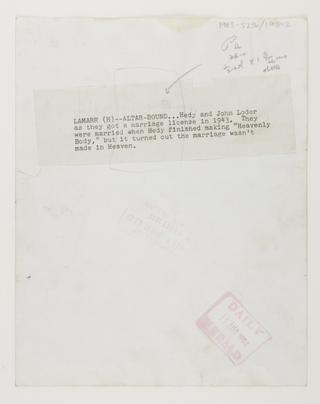 LAMARR (H)--ALTAR-BOUND...Hedy and John Loder
as they got a marriage license in 1943. They
were married when Hedy finished making "Heavenly
Body," but it turned out the marriage wasn't
made in Heaven.
DAILY
HERALD